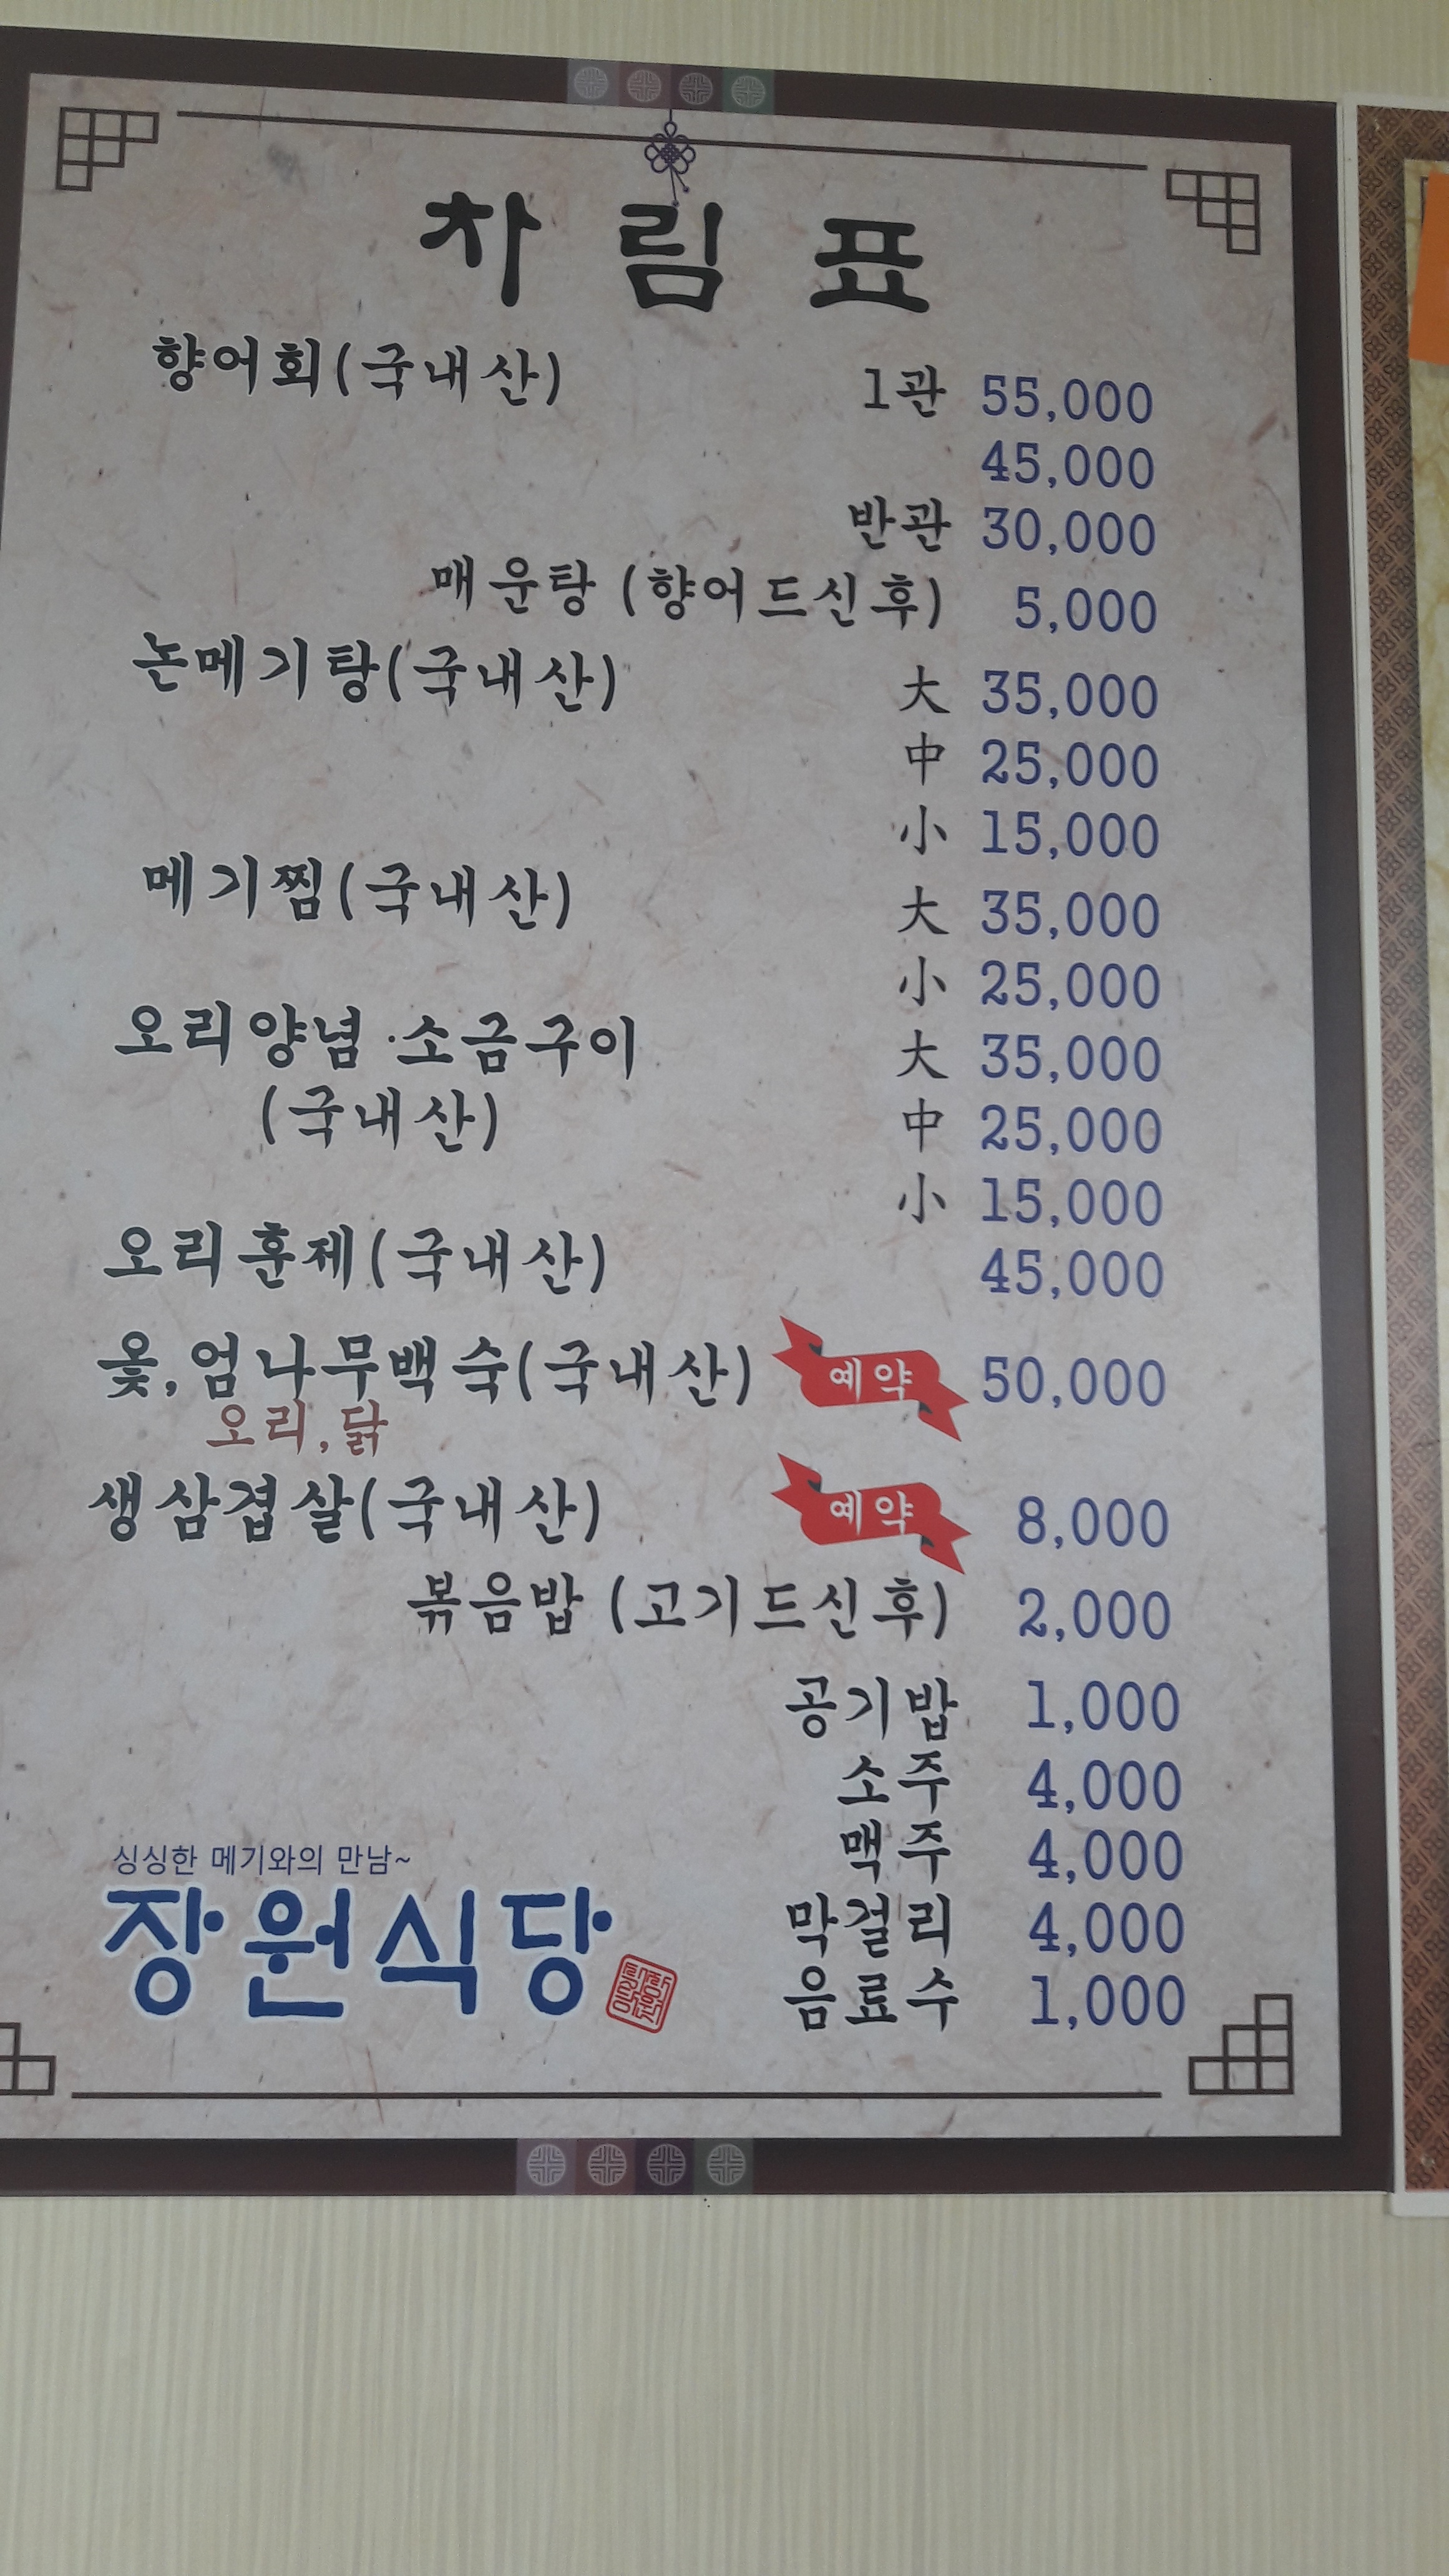 차림표
향어회(국내산) 1관 55,000
45,000
반관 30,000
매운탕 (향어드신후) 5,000
논메기탕(국내산) 大 35,000
中 25,000
小 15,000
메기찜(국내산) 大 35,000
小 25,000
오리양념·소금구이 大 35,000
(국내산) 中 25,000
小 15,000
오리훈제(국내산) 45,000
옻,엄나무백숙(국내산) 예약 50,000
오리,닭
생삼겹살(국내산) 예약 8,000
볶음밥 (고기드신후) 2,000
공기밥 1,000
소주 4,000
맥주 4,000
막걸리 4,000
음료수 1,000
싱싱한 메기와의 만남~
장원식당